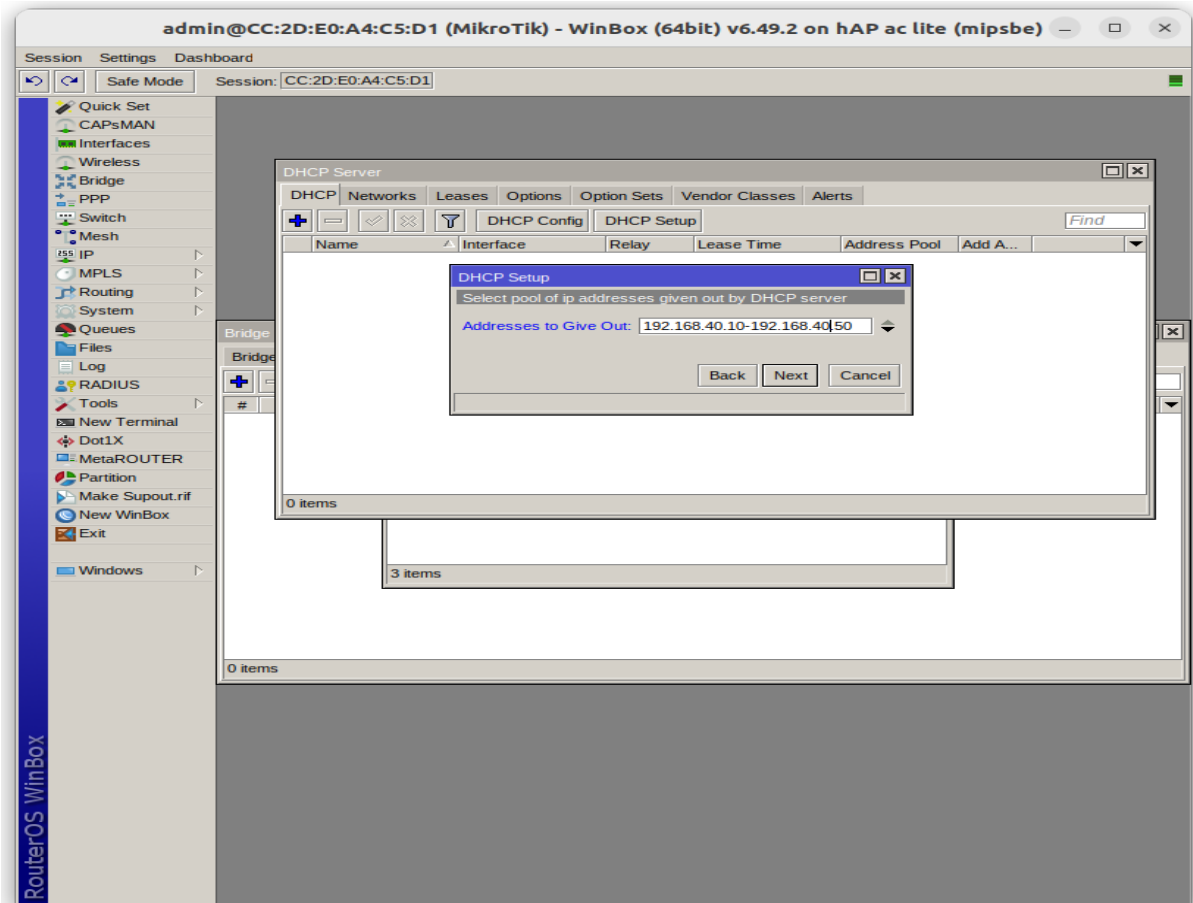 admin@CC:2D:E0:A4:C5:D1 (MikroTik) - WinBox (64bit) v6.49.2 on hAP ac lite (mipsbe)
Session Settings Dashboard
Safe Mode Session: CC:2D:E0:A4:C5:D1
Quick Set
CAPsMAN
Interfaces
Wireless
Bridge
PPP
Switch
Mesh
255 IP
MPLS
Routing
System
Queues
Files
Log
RADIUS
Tools
New Terminal
Dot1X
MetaROUTER
Partition
Make Supout.rif
New WinBox
Exit
Windows
RouterOS WinBox
DHCP Server
DHCP Networks Leases Options Option Sets Vendor Classes Alerts
DHCP Config DHCP Setup Find
Name Interface Relay Lease Time Address Pool Add A...
DHCP Setup
Select pool of ip addresses given out by DHCP server
Addresses to Give Out: 192.168.40.10-192.168.40.50
Back Next Cancel
0 items
Bridge
Bridge
#
3 items
0 items